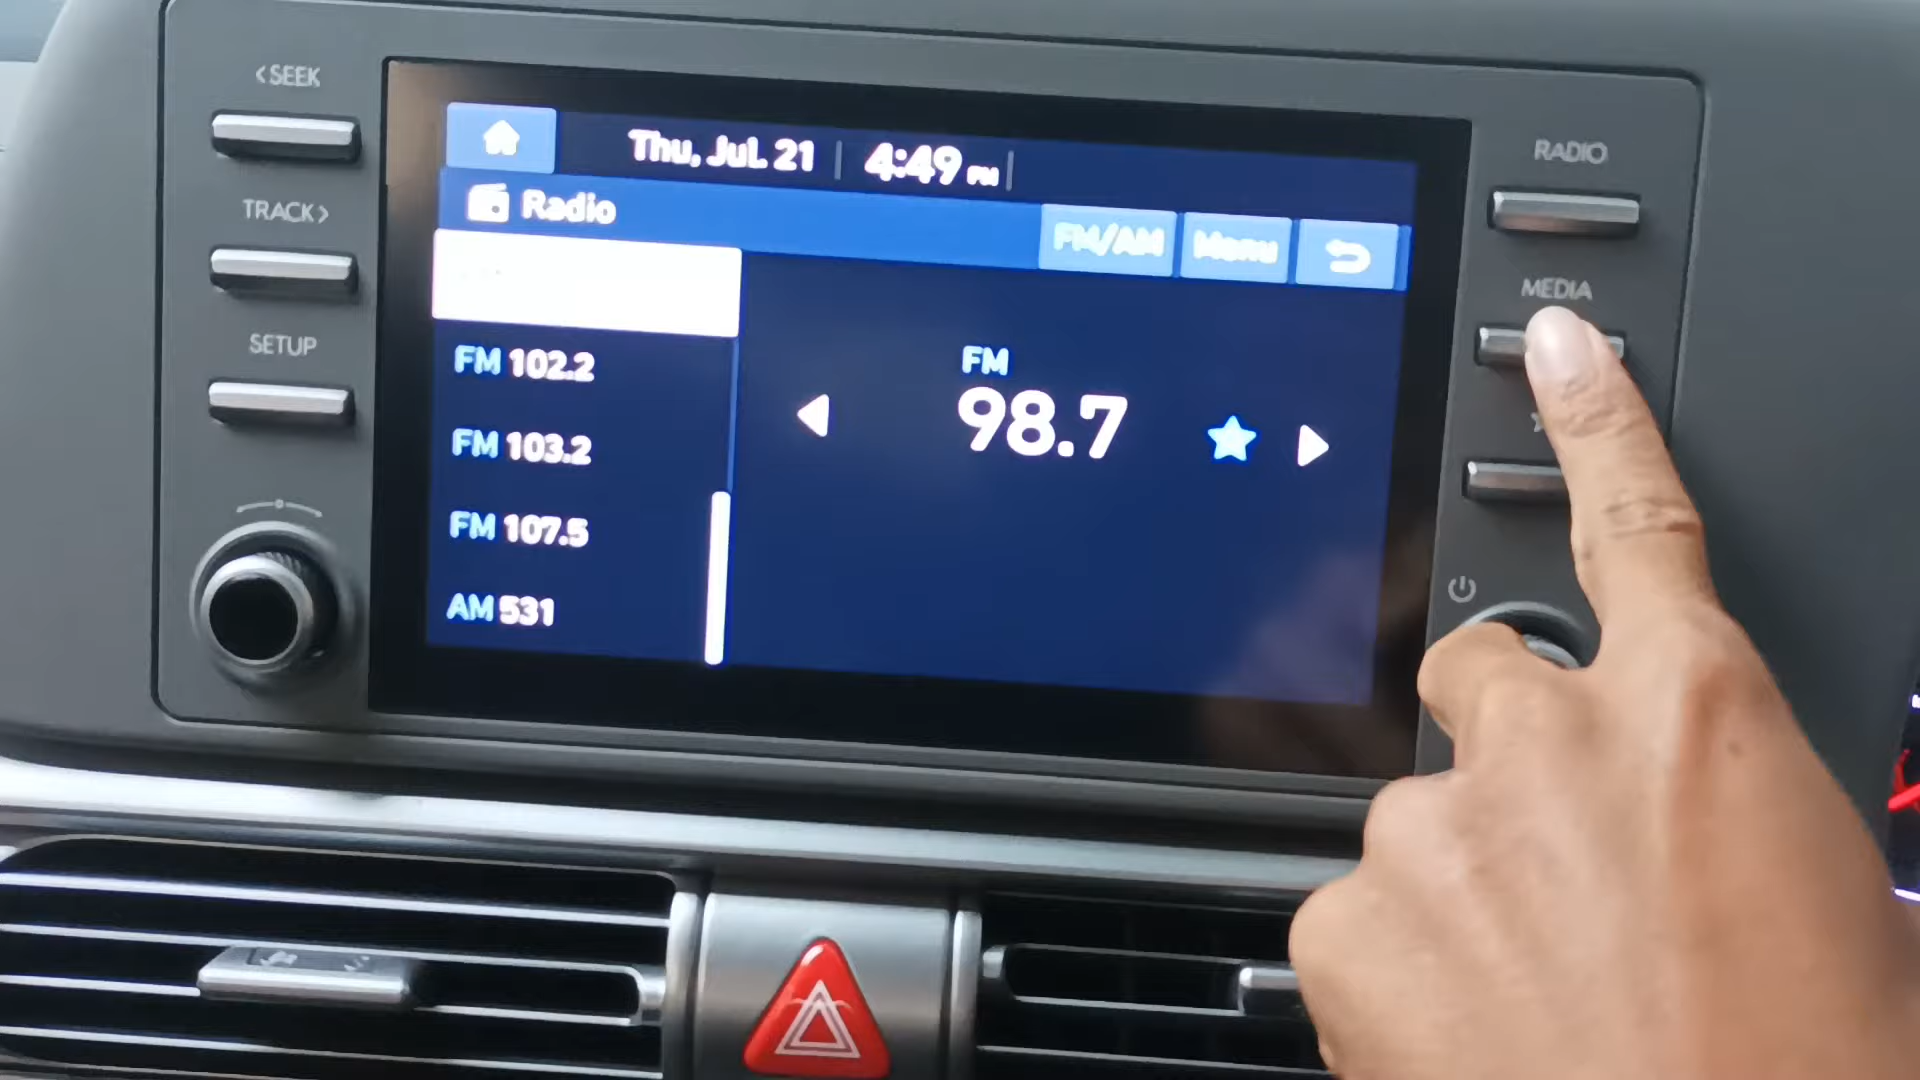 <SEEK
TRACK>
SETUP
Thu, Jul. 21
4:49 PM
Radio
FM/AM
Menu
FM 102.2
FM 103.2
FM 107.5
AM 531
FM
98.7
RADIO
MEDIA